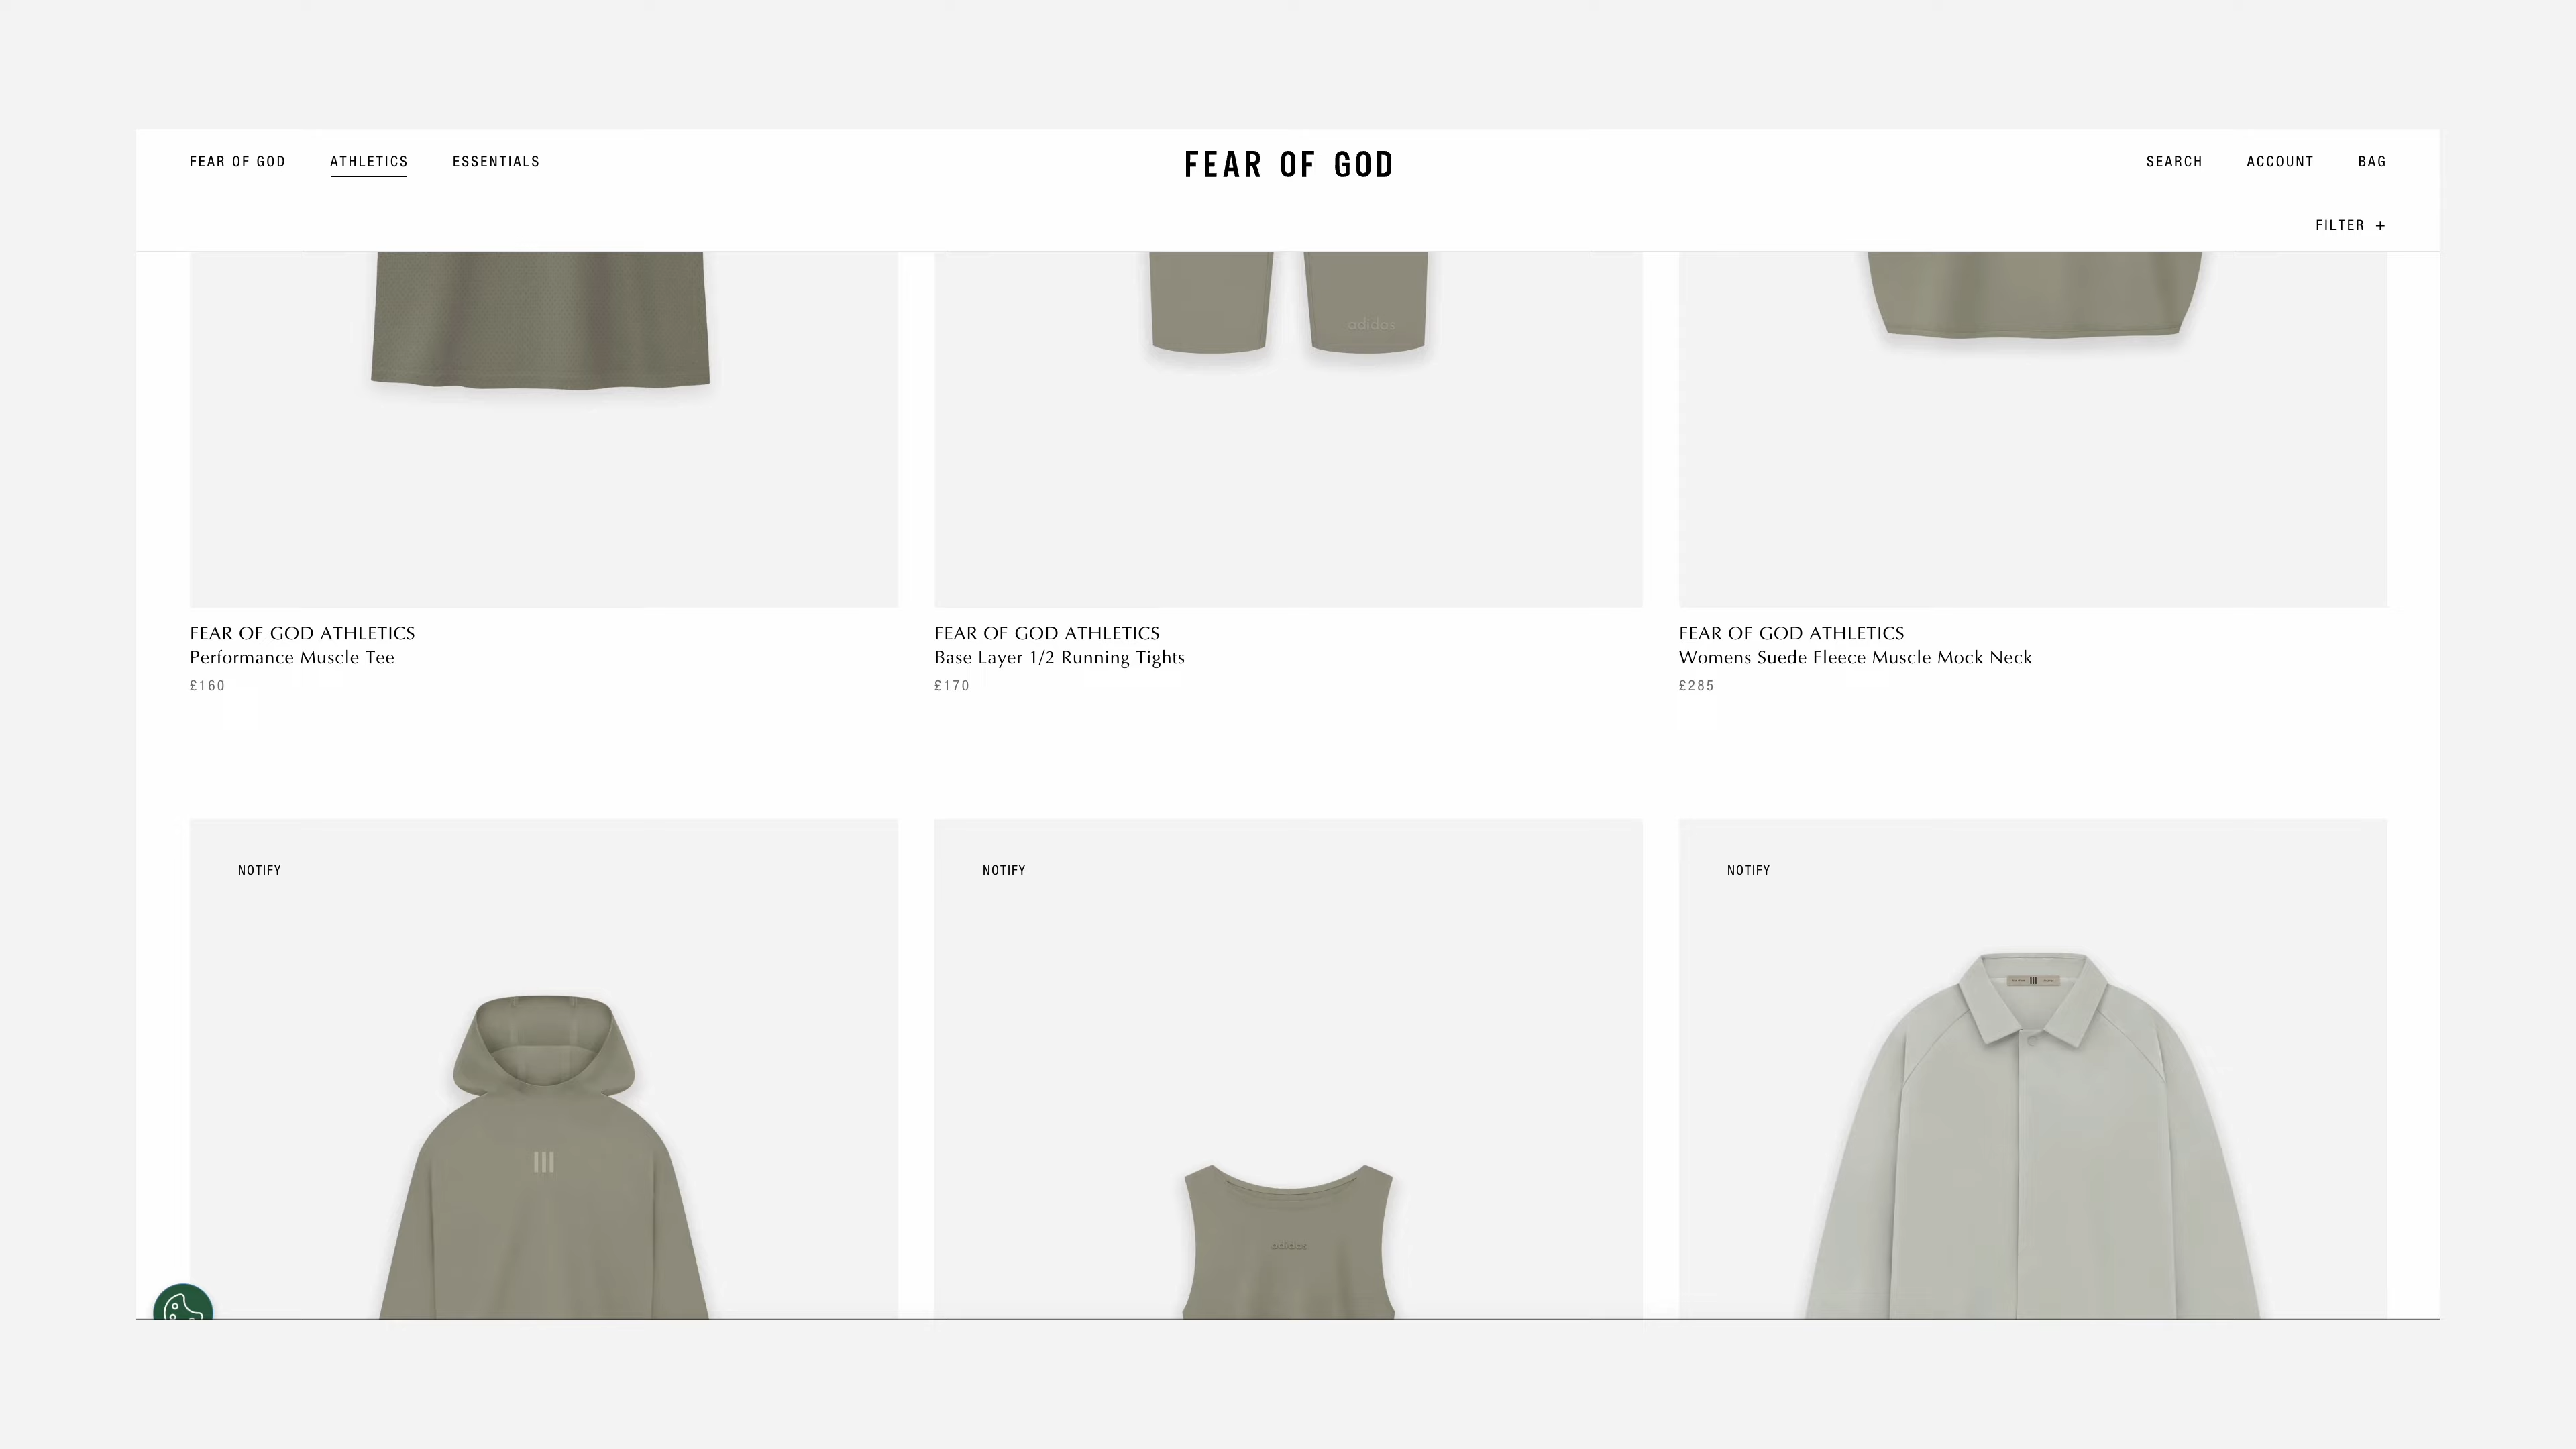 FEAR OF GOD ATHLETICS ESSENTIALS FEAR OF GOD SEARCH ACCOUNT BAG
FILTER +
adidas
FEAR OF GOD ATHLETICS
Performance Muscle Tee
£160
FEAR OF GOD ATHLETICS
Base Layer 1/2 Running Tights
£170
FEAR OF GOD ATHLETICS
Womens Suede Fleece Muscle Mock Neck
£285
NOTIFY
NOTIFY
adidas
NOTIFY